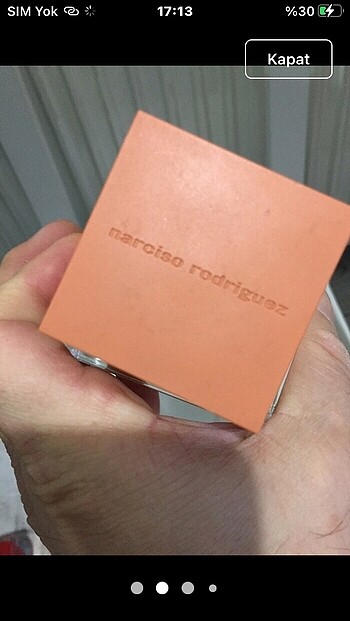 SIM Yok 17:13 %30
Kapat
narciso rodriguez